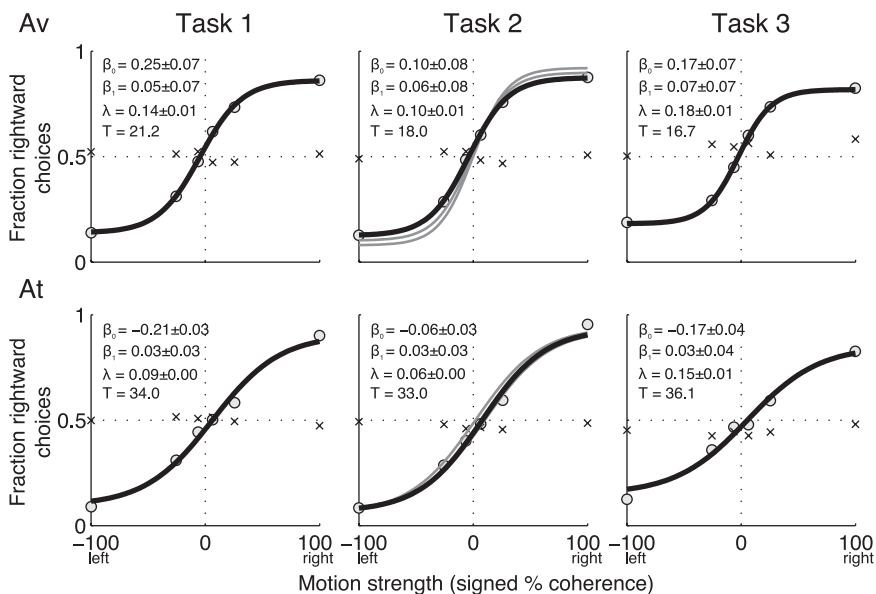 Av
Task 1
Task 2
Task 3
Fraction rightward choices
1
0.5
0
β₀ = 0.25±0.07
β₁ = 0.05±0.07
λ = 0.14±0.01
T = 21.2
β₀ = 0.10±0.08
β₁ = 0.06±0.08
λ = 0.10±0.01
T = 18.0
β₀ = 0.17±0.07
β₁ = 0.07±0.07
λ = 0.18±0.01
T = 16.7
At
Fraction rightward choices
1
0.5
0
β₀ = −0.21±0.03
β₁ = 0.03±0.03
λ = 0.09±0.00
T = 34.0
β₀ = −0.06±0.03
β₁ = 0.03±0.03
λ = 0.06±0.00
T = 33.0
β₀ = −0.17±0.04
β₁ = 0.03±0.04
λ = 0.15±0.01
T = 36.1
−100 0 100 −100 0 100 −100 0 100
left right left right left right
Motion strength (signed % coherence)